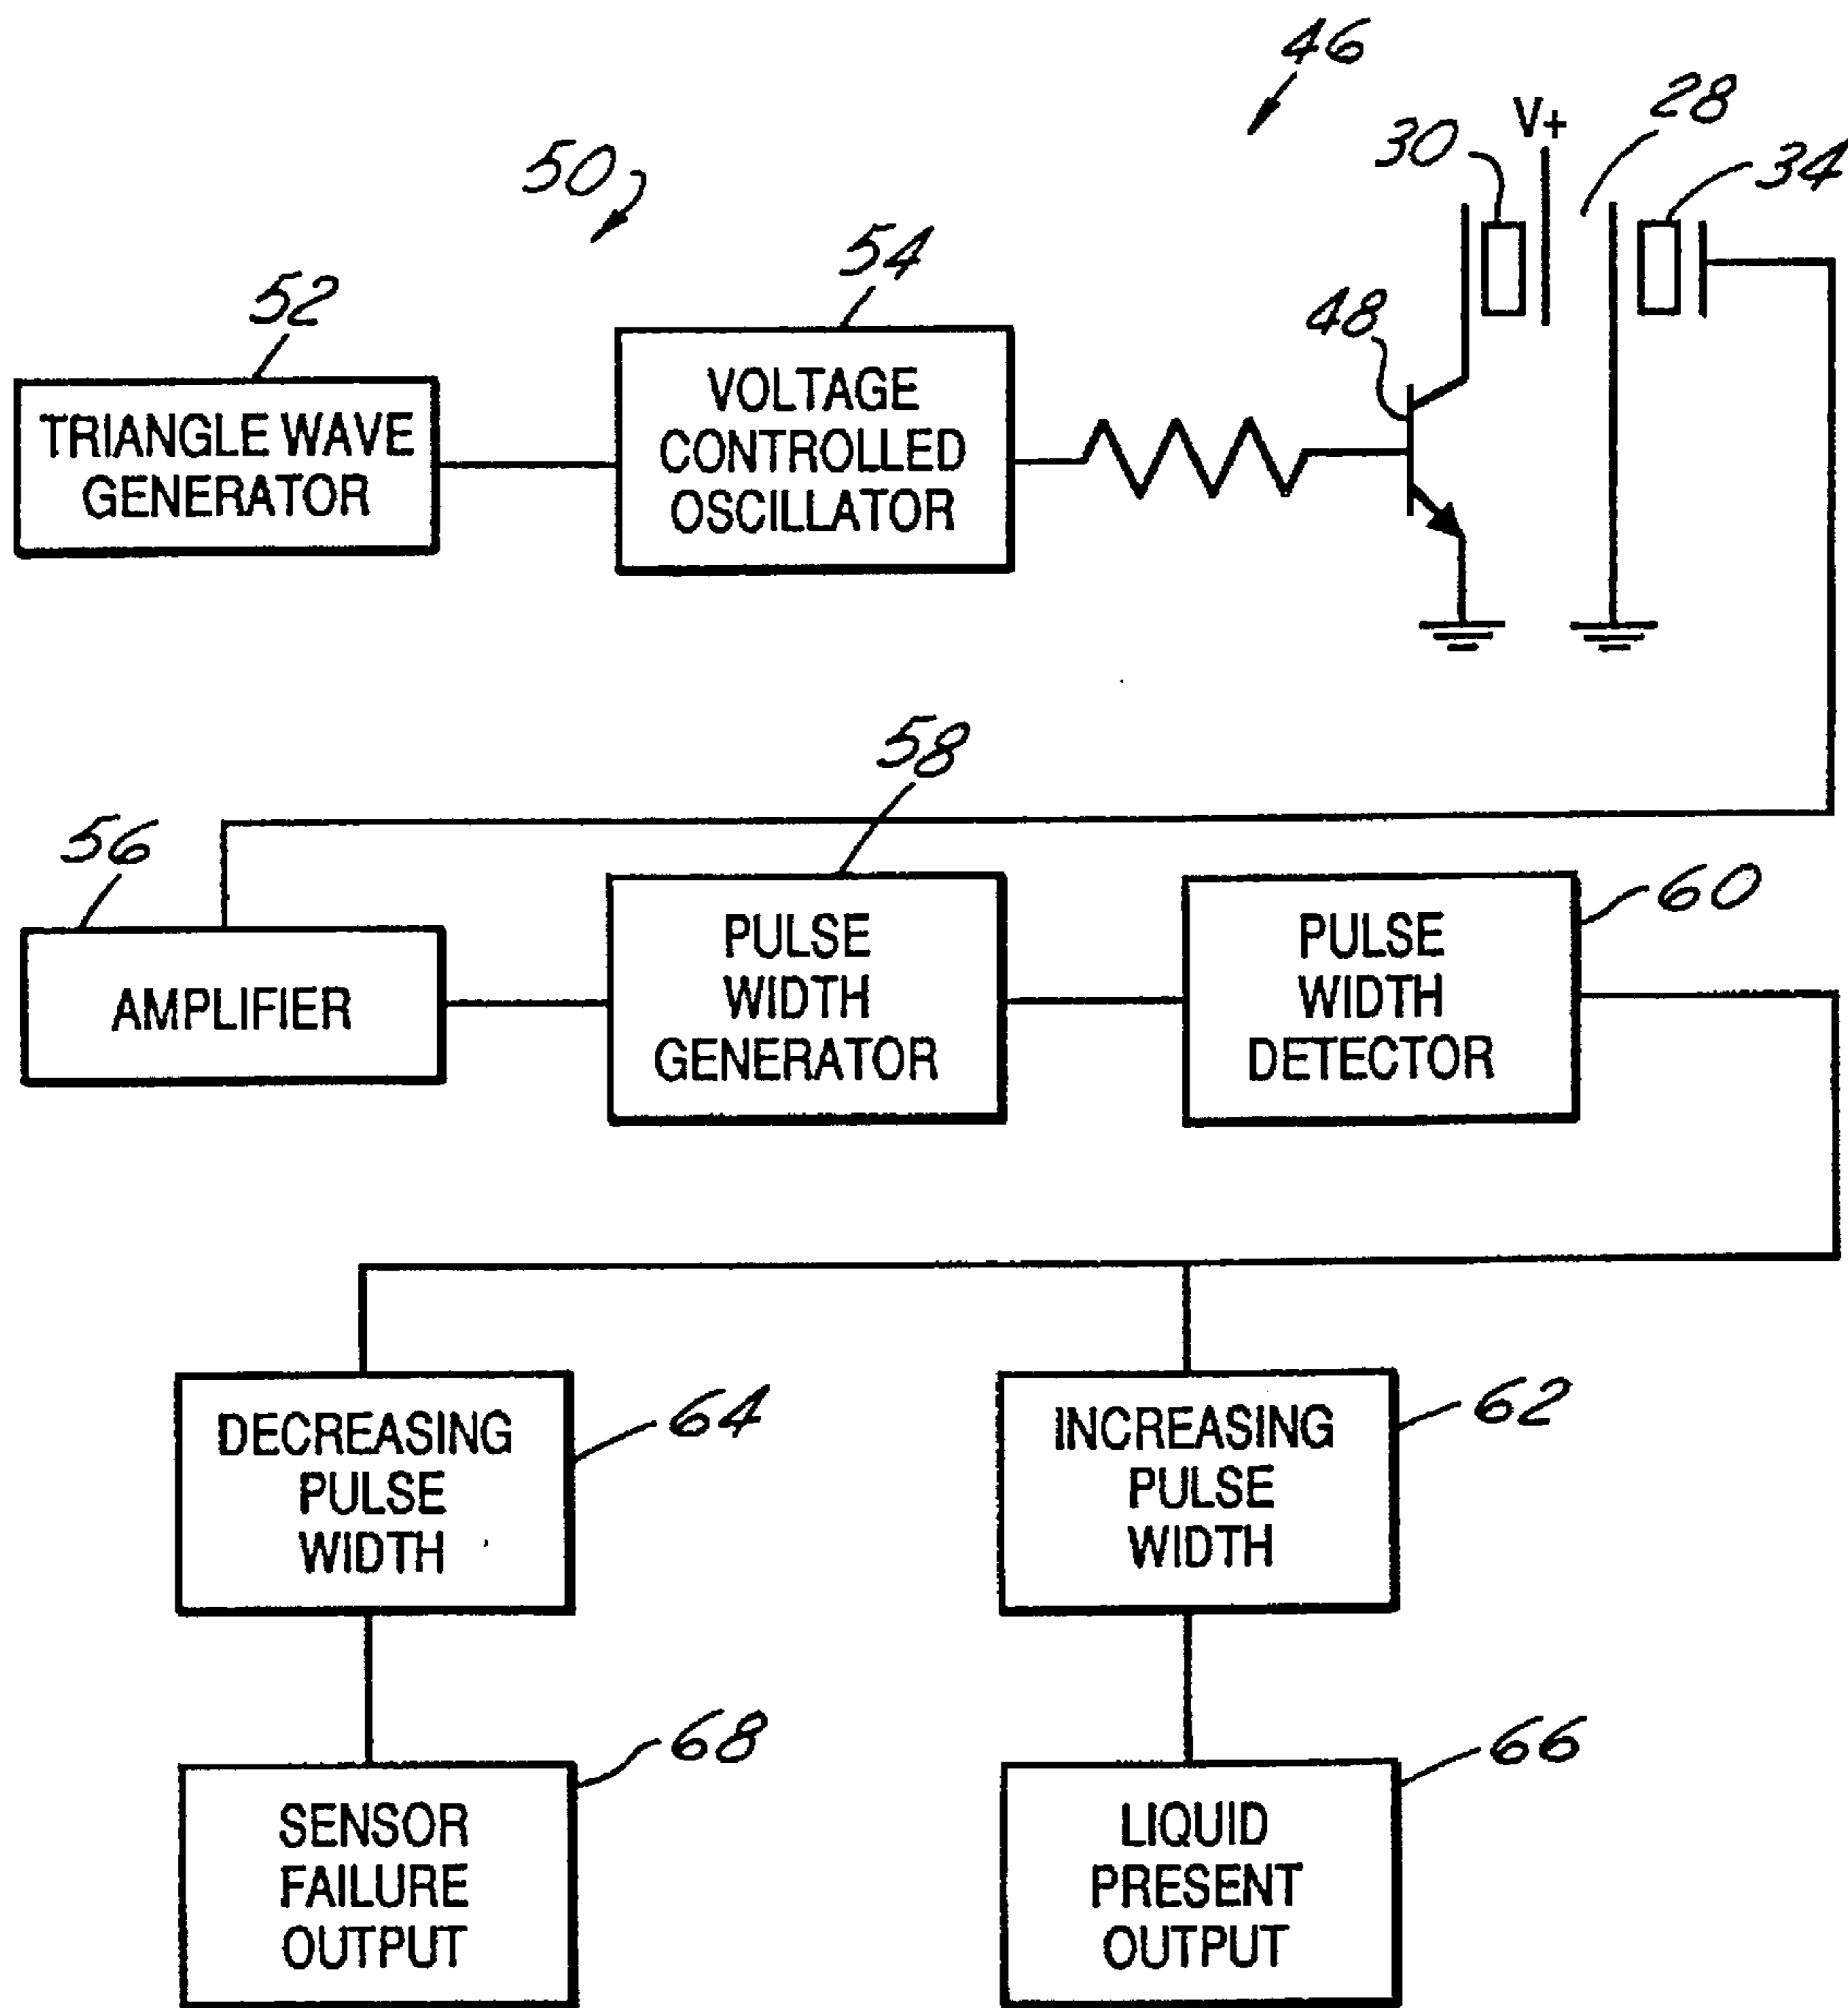 46
50
30
V+
28
34
52
54
48
TRIANGLE WAVE
GENERATOR
VOLTAGE
CONTROLLED
OSCILLATOR
56
58
60
AMPLIFIER
PULSE
WIDTH
GENERATOR
PULSE
WIDTH
DETECTOR
DECREASING
PULSE
WIDTH
64
INCREASING
PULSE
WIDTH
62
SENSOR
FAILURE
OUTPUT
68
LIQUID
PRESENT
OUTPUT
66